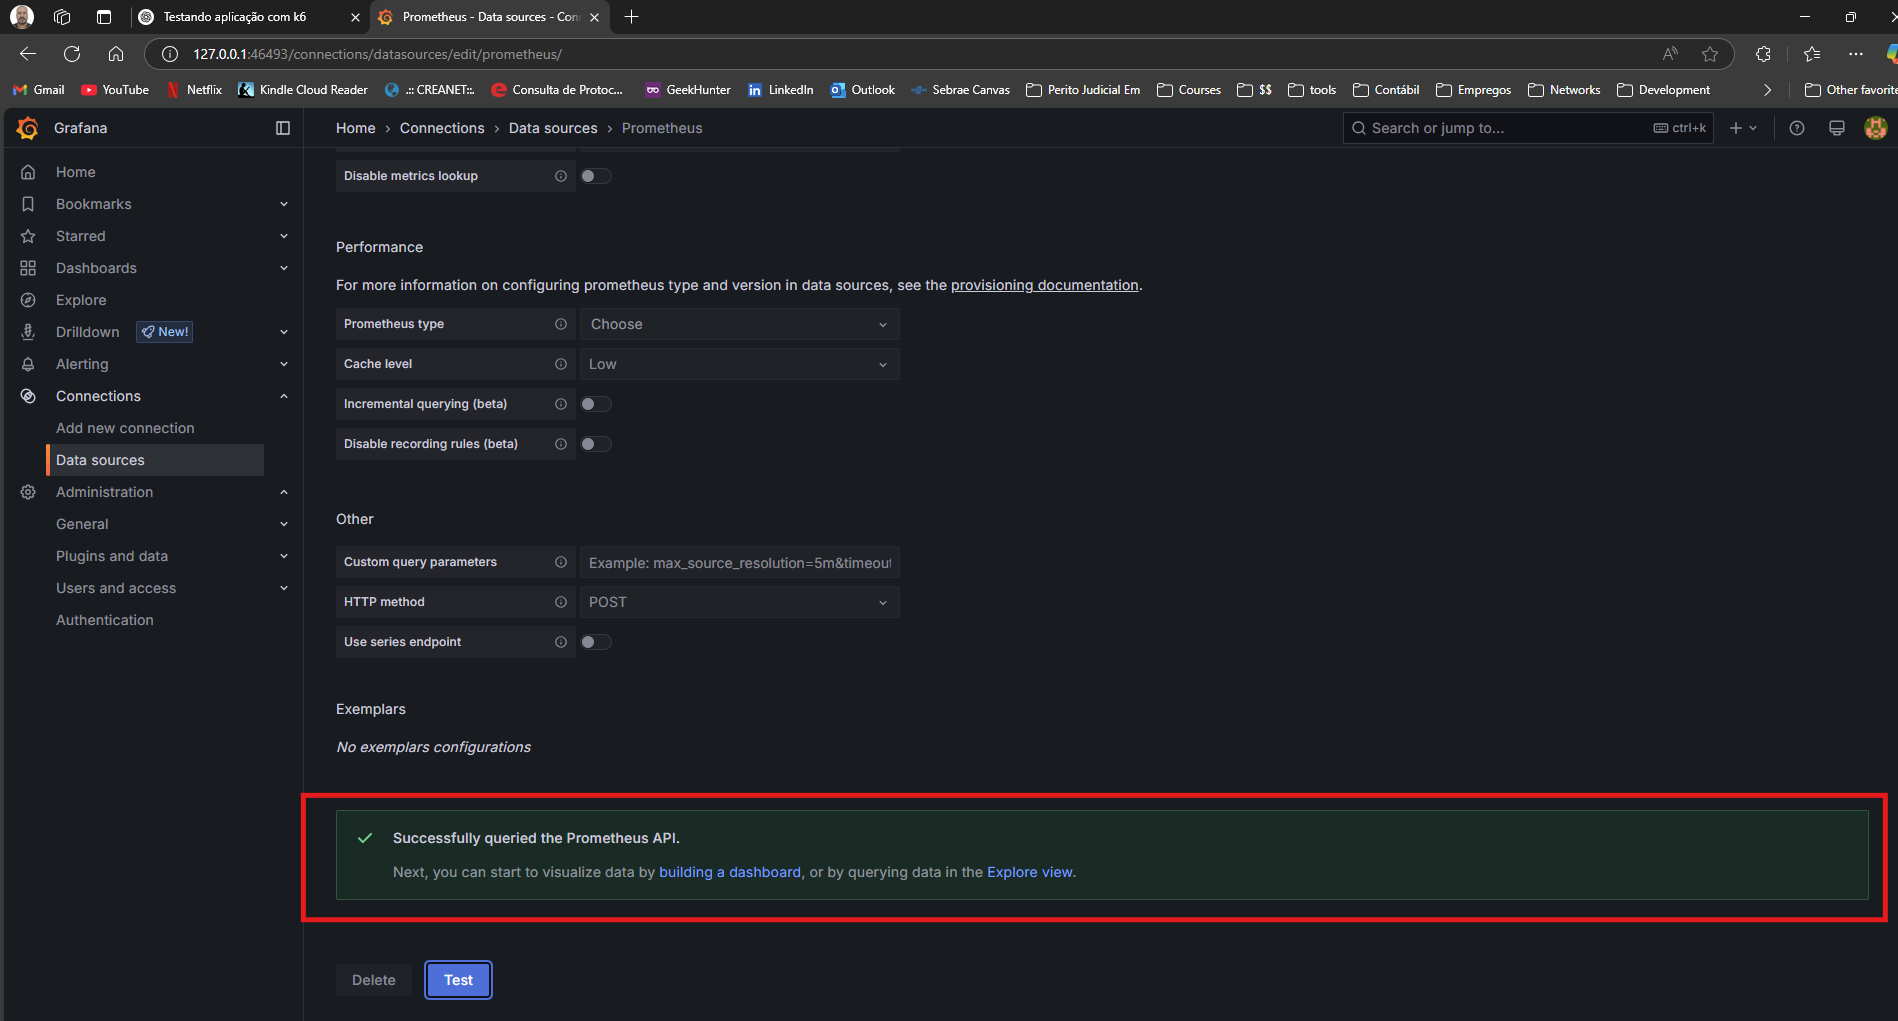 Testando aplicação com k6
Prometheus - Data sources - Con
127.0.0.1:46493/connections/datasources/edit/prometheus/
Gmail
YouTube
Netflix
Kindle Cloud Reader
.:: CREANET::.
Consulta de Protoc...
GeekHunter
LinkedIn
Outlook
Sebrae Canvas
Perito Judicial Em
Courses
$$
tools
Contábil
Empregos
Networks
Development
Other favorite
Grafana
Home › Connections › Data sources › Prometheus
Search or jump to...
ctrl+k
Home
Bookmarks
Starred
Dashboards
Explore
Drilldown
New!
Alerting
Connections
Add new connection
Data sources
Administration
General
Plugins and data
Users and access
Authentication
Disable metrics lookup
Performance
For more information on configuring prometheus type and version in data sources, see the provisioning documentation.
Prometheus type
Choose
Cache level
Low
Incremental querying (beta)
Disable recording rules (beta)
Other
Custom query parameters
Example: max_source_resolution=5m&timeout
HTTP method
POST
Use series endpoint
Exemplars
No exemplars configurations
Successfully queried the Prometheus API.
Next, you can start to visualize data by building a dashboard, or by querying data in the Explore view.
Delete
Test